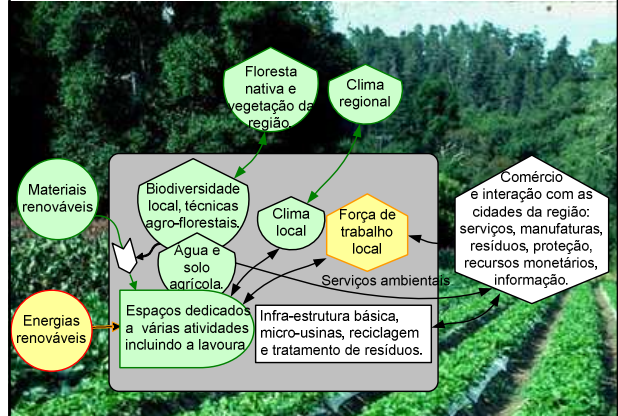 Floresta
nativa e
vegetação da
região.
Clima
regional
Materiais
renováveis
Biodiversidade
local, técnicas
agro-florestais.
Clima
local
Força de
trabalho
local
Comércio
e interação com as
cidades da região:
serviços, manufaturas,
resíduos, proteção,
recursos monetários,
informação.
Água e
solo
agrícola.
Serviços ambientais
Energias
renováveis
Espaços dedicados
a várias atividades
incluindo a lavoura
Infra-estrutura básica,
micro-usinas, reciclagem
e tratamento de resíduos.